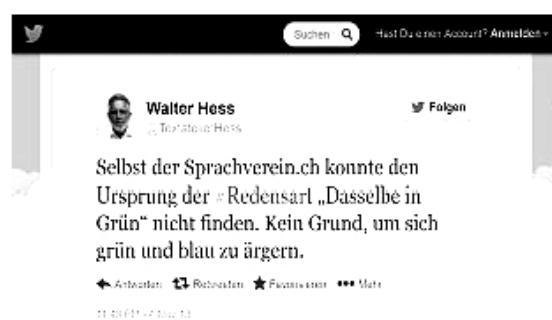 Suchen Hast Du einen Account? Anmelden
Walter Hess
Folgen
Selbst der Sprachverein.ch konnte den
Ursprung der #Redensart „Dasselbe in
Grün“ nicht finden. Kein Grund, um sich
grün und blau zu ärgern.
Antworten Retweeten Favorisieren Mehr